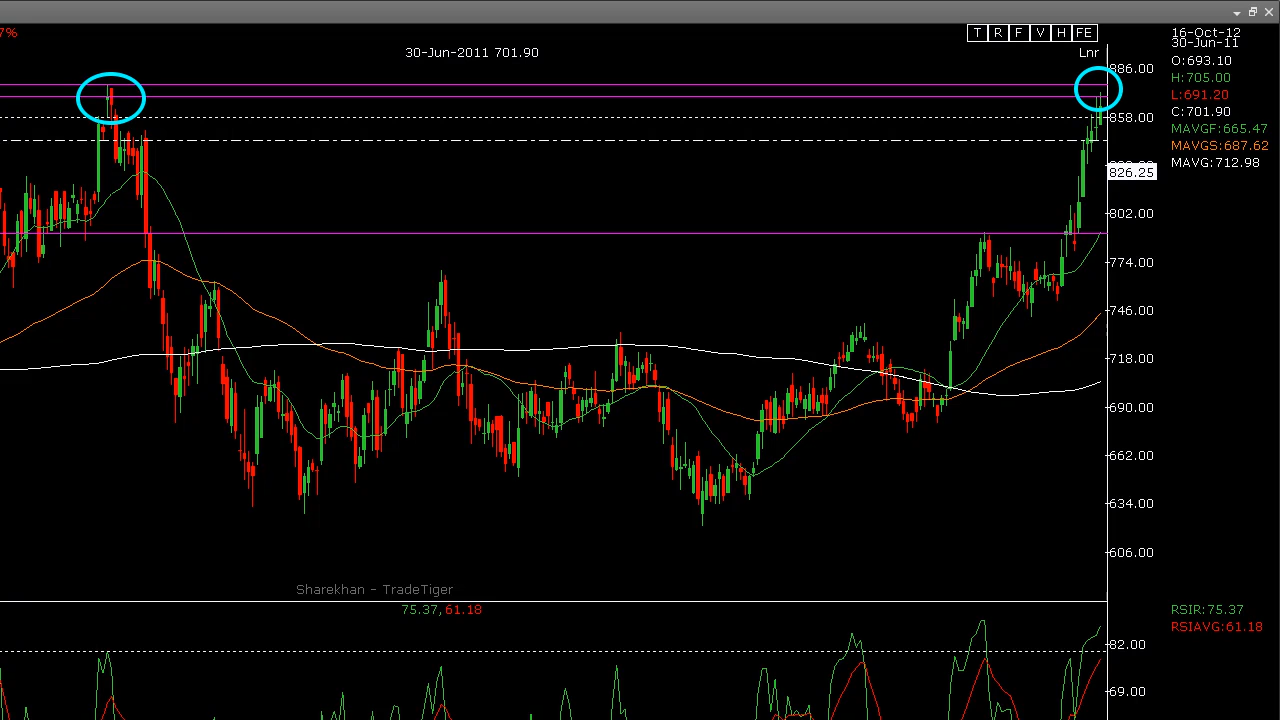 7%
30-Jun-2011 701.90
T R F V H FE
Lnr
886.00
858.00
826.25
802.00
774.00
746.00
718.00
690.00
662.00
634.00
606.00
16-Oct-12
30-Jun-11
O:693.10
H:705.00
L:691.20
C:701.90
MAVGF:665.47
MAVGS:687.62
MAVG:712.98
Sharekhan - TradeTiger
75.37,61.18
82.00
69.00
RSIR:75.37
RSIAVG:61.18